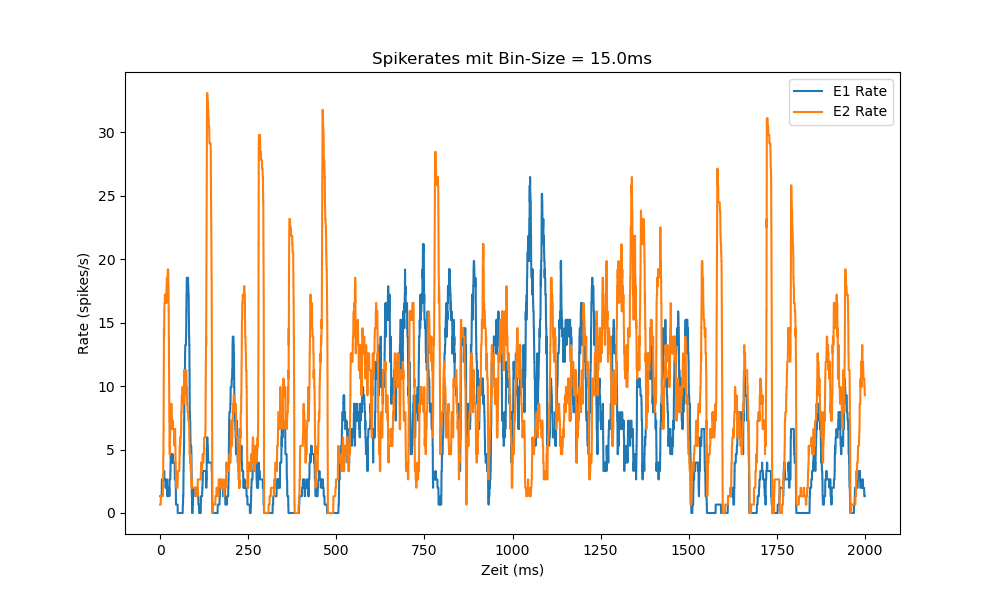 Spikerates mit Bin-Size = 15.0ms
E1 Rate
E2 Rate
Rate (spikes/s)
30
25
20
15
10
5
0
0 250 500 750 1000 1250 1500 1750 2000
Zeit (ms)